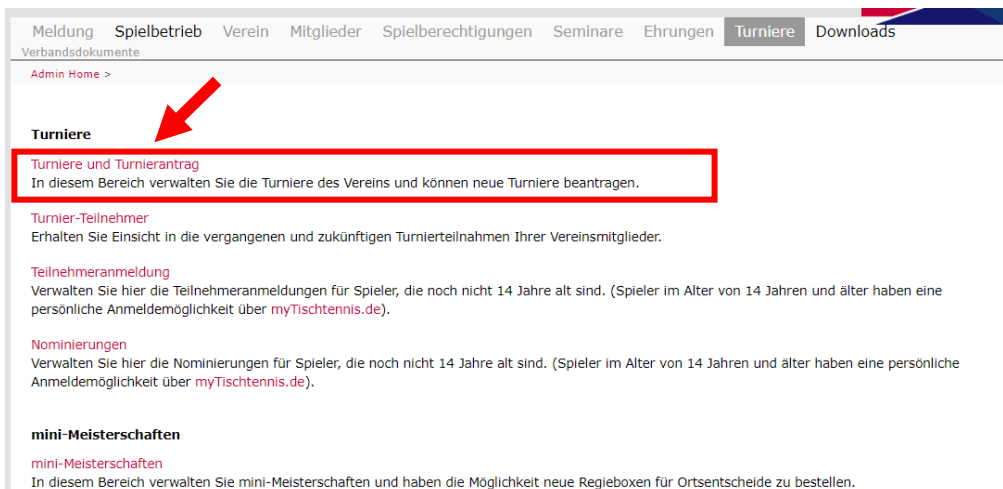 Meldung Spielbetrieb Verein Mitglieder Spielberechtigungen Seminare Ehrungen Turniere Downloads
Verbandsdokumente
Admin Home >
Turniere
Turniere und Turnierantrag
In diesem Bereich verwalten Sie die Turniere des Vereins und können neue Turniere beantragen.
Turnier-Teilnehmer
Erhalten Sie Einsicht in die vergangenen und zukünftigen Turnierteilnahmen Ihrer Vereinsmitglieder.
Teilnehmeranmeldung
Verwalten Sie hier die Teilnehmeranmeldungen für Spieler, die noch nicht 14 Jahre alt sind. (Spieler im Alter von 14 Jahren und älter haben eine
persönliche Anmeldemöglichkeit über myTischtennis.de).
Nominierungen
Verwalten Sie hier die Nominierungen für Spieler, die noch nicht 14 Jahre alt sind. (Spieler im Alter von 14 Jahren und älter haben eine persönliche
Anmeldemöglichkeit über myTischtennis.de).
mini-Meisterschaften
mini-Meisterschaften
In diesem Bereich verwalten Sie mini-Meisterschaften und haben die Möglichkeit neue Regieboxen für Ortsentscheide zu bestellen.